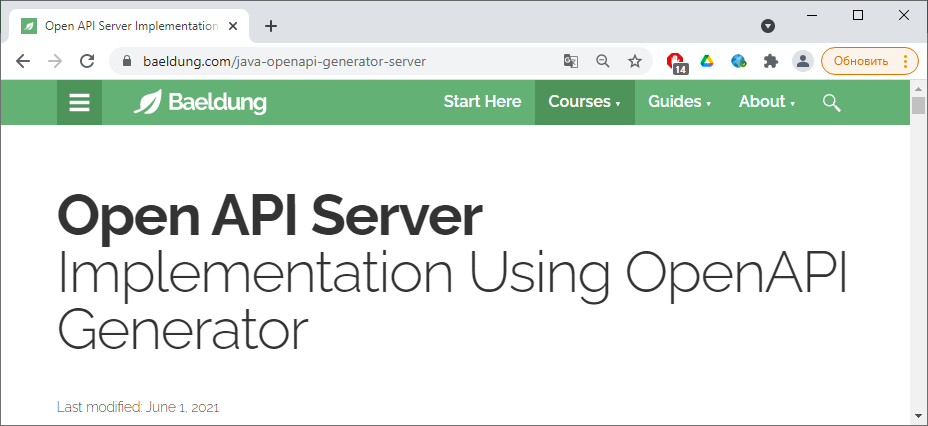 Open API Server Implementation
baeldung.com/java-openapi-generator-server
14
Обновить
Baeldung
Start Here
Courses
Guides
About
Open API Server
Implementation Using OpenAPI
Generator
Last modified: June 1, 2021